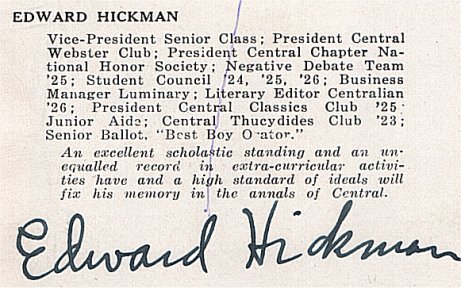 EDWARD HICKMAN
Vice-President Senior Class; President Central
Webster Club; President Central Chapter Na-
tional Honor Society; Negative Debate Team
'25; Student Council '24, '25, '26; Business
Manager Luminary; Literary Editor Centralian
'26; President Central Classics Club '25;
Junior Aide; Central Thucydides Club '23;
Senior Ballot, "Best Boy Orator."
An excellent scholastic standing and an un-
equalled record in extra-curricular activi-
ties have and a high standard of ideals will
fix his memory in the annals of Central.
Edward Hickman